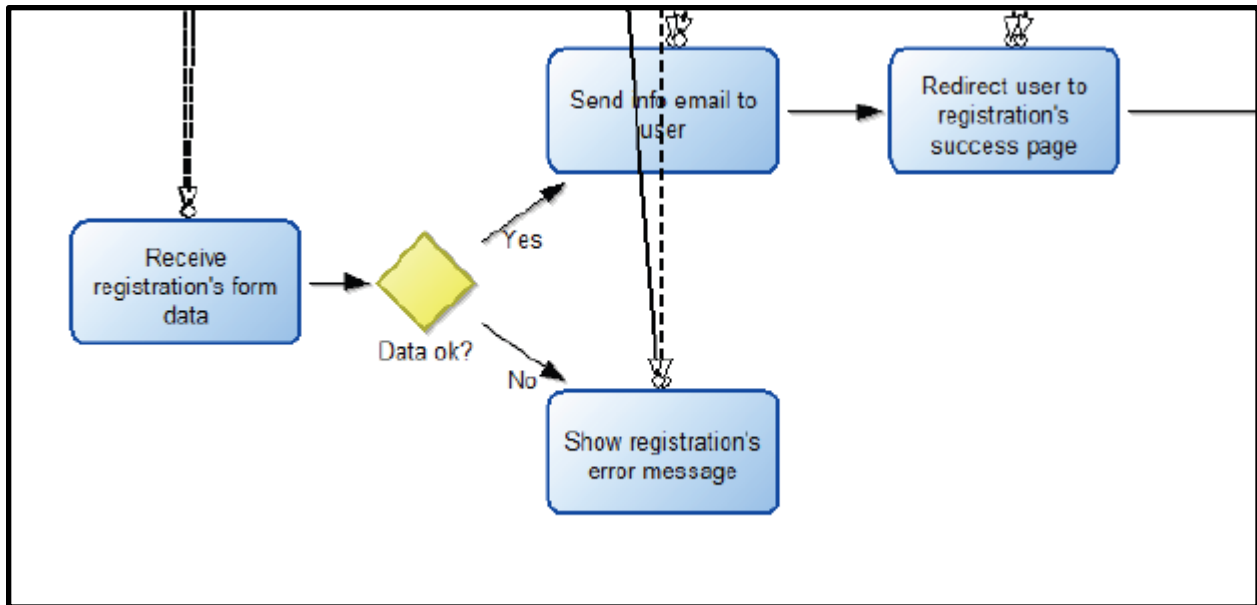 Receive
registration's form
data
Data ok?
Yes
No
Send info email to
user
Redirect user to
registration's
success page
Show registration's
error message